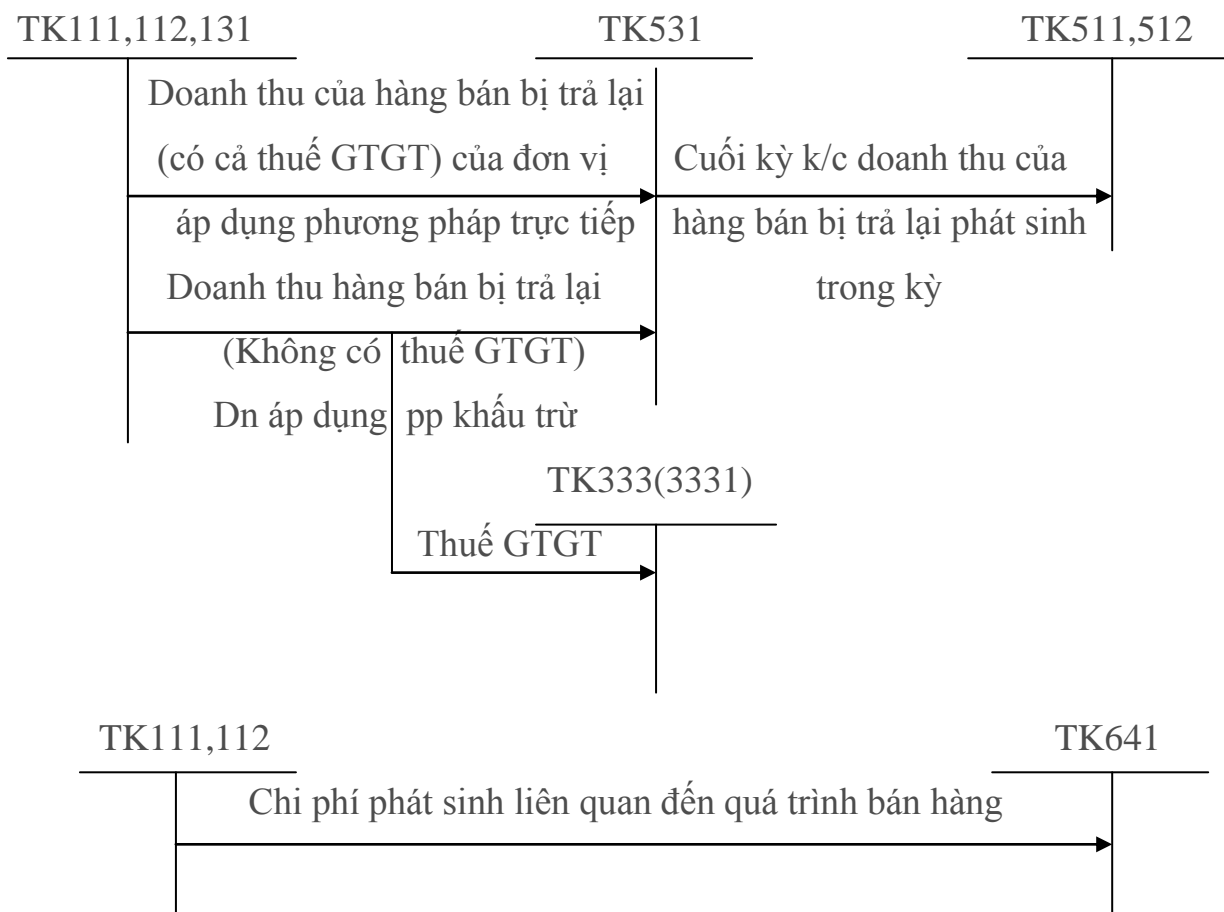 TK111,112,131
TK531
TK511,512
Doanh thu của hàng bán bị trả lại
(có cả thuế GTGT) của đơn vị
áp dụng phương pháp trực tiếp
Cuối kỳ k/c doanh thu của
hàng bán bị trả lại phát sinh
trong kỳ
Doanh thu hàng bán bị trả lại
(Không có thuế GTGT)
Dn áp dụng pp khấu trừ
TK333(3331)
Thuế GTGT
TK111,112
TK641
Chi phí phát sinh liên quan đến quá trình bán hàng